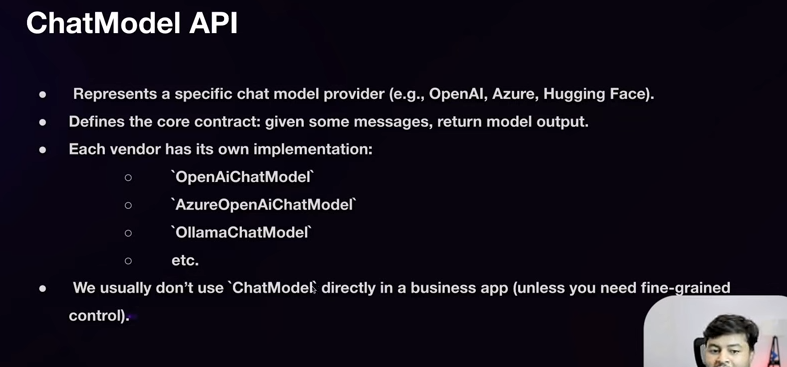 ChatModel API
● Represents a specific chat model provider (e.g., OpenAI, Azure, Hugging Face).
● Defines the core contract: given some messages, return model output.
● Each vendor has its own implementation:
○ `OpenAiChatModel`
○ `AzureOpenAiChatModel`
○ `OllamaChatModel`
○ etc.
● We usually don’t use `ChatModel` directly in a business app (unless you need fine-grained
control).